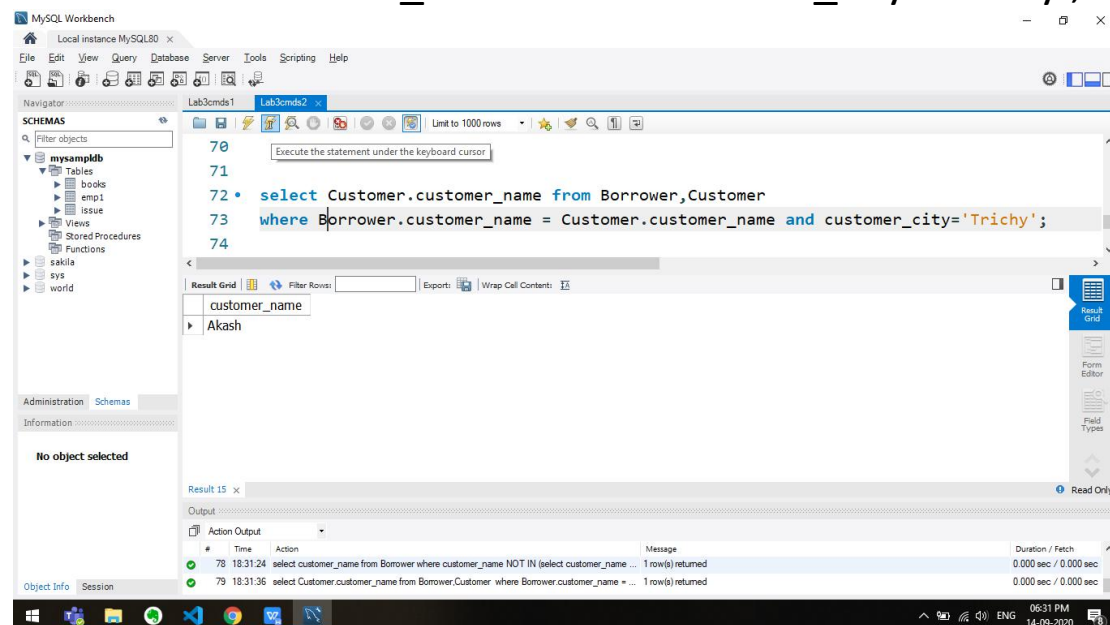 MySQL Workbench
Local instance MySQL80
File Edit View Query Database Server Tools Scripting Help
Navigator
Lab3cmds1 Lab3cmds2
SCHEMAS
Limit to 1000 rows
Filter objects
70
Execute the statement under the keyboard cursor
mysampldb
Tables
71
books
emp1
72 select Customer.customer_name from Borrower,Customer
issue
Views
73 where Borrower.customer_name = Customer.customer_name and customer_city='Trichy';
Stored Procedures
Functions
74
sakila
sys
world
Result Grid Filter Rows: Export: Wrap Cell Content:
customer_name
Akash
Result Grid
Form Editor
Field Types
Administration Schemas
Information
No object selected
Result 15
Read Only
Output
Action Output
# Time Action Message Duration / Fetch
78 18:31:24 select customer_name from Borrower where customer_name NOT IN (select customer_name ... 1 row(s) returned 0.000 sec / 0.000 sec
79 18:31:36 select Customer.customer_name from Borrower,Customer where Borrower.customer_name = ... 1 row(s) returned 0.000 sec / 0.000 sec
Object Info Session
ENG
06:31 PM
14-09-2020